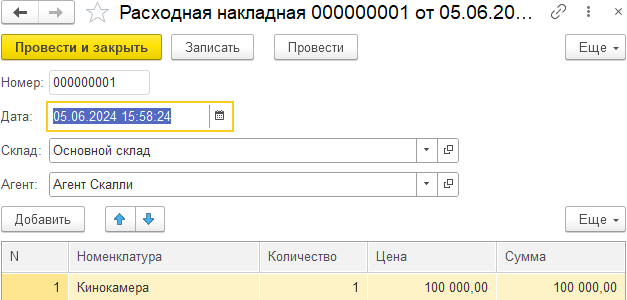 Расходная накладная 000000001 от 05.06.20...
Провести и закрыть Записать Провести Еще
Номер: 000000001
Дата: 05.06.2024 15:58:24
Склад: Основной склад
Агент: Агент Скалли
Добавить Еще
N Номенклатура Количество Цена Сумма
1 Кинокамера 1 100 000,00 100 000,00